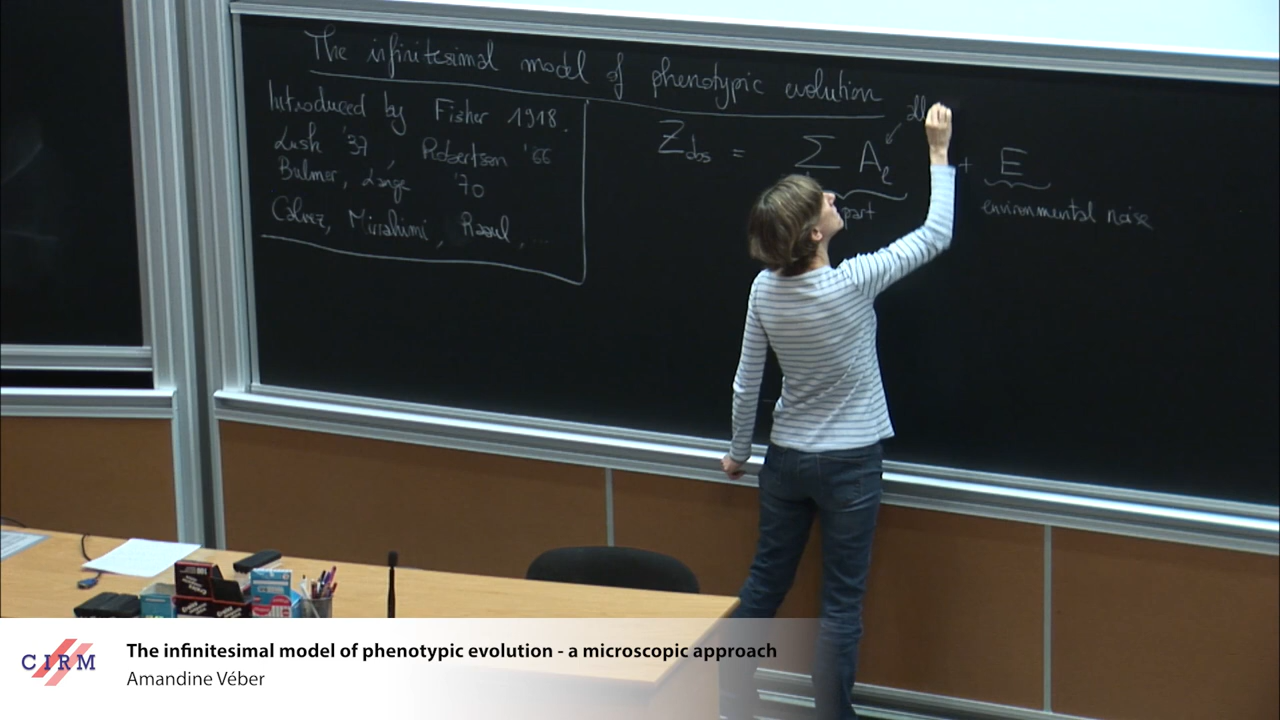 The infinitesimal model of phenotypic evolution
Introduced by Fisher 1918.
Lush '37, Robertson '66
Bulmer, Lange '70
Calvez, Mirrahimi, Raoul, ...
Z_obs = Σ A_ℓ + E
part
environmental noise
CIRM
The infinitesimal model of phenotypic evolution - a microscopic approach
Amandine Véber